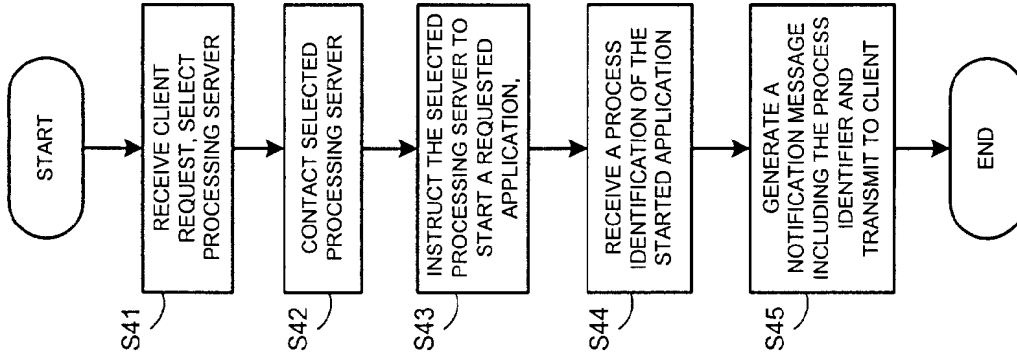 START
S41
RECEIVE CLIENT
REQUEST, SELECT
PROCESSING SERVER
S42
CONTACT SELECTED
PROCESSING SERVER
S43
INSTRUCT THE SELECTED
PROCESSING SERVER TO
START A REQUESTED
APPLICATION,
S44
RECEIVE A PROCESS
IDENTIFICATION OF THE
STARTED APPLICATION
S45
GENERATE A
NOTIFICATION MESSAGE
INCLUDING THE PROCESS
IDENTIFIER AND
TRANSMIT TO CLIENT
END